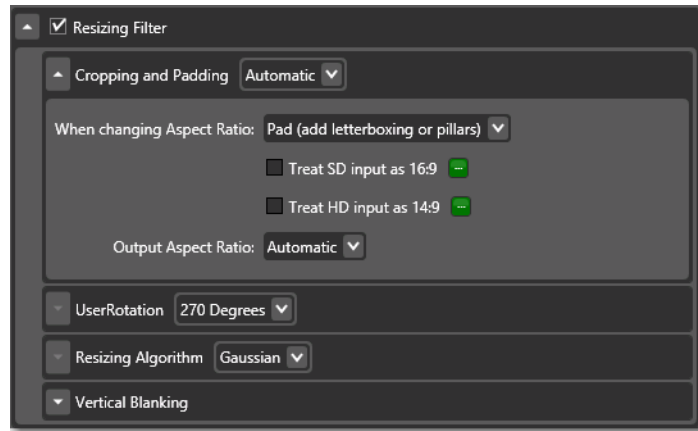 Resizing Filter
Cropping and Padding Automatic
When changing Aspect Ratio: Pad (add letterboxing or pillars)
Treat SD input as 16:9 ...
Treat HD input as 14:9 ...
Output Aspect Ratio: Automatic
UserRotation 270 Degrees
Resizing Algorithm Gaussian
Vertical Blanking